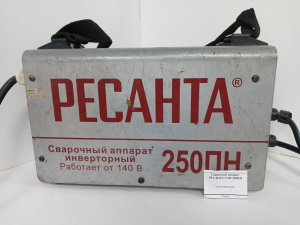 РЕСАНТА®
Сварочный аппарат
инверторный
Работает от 140 В
250ПН